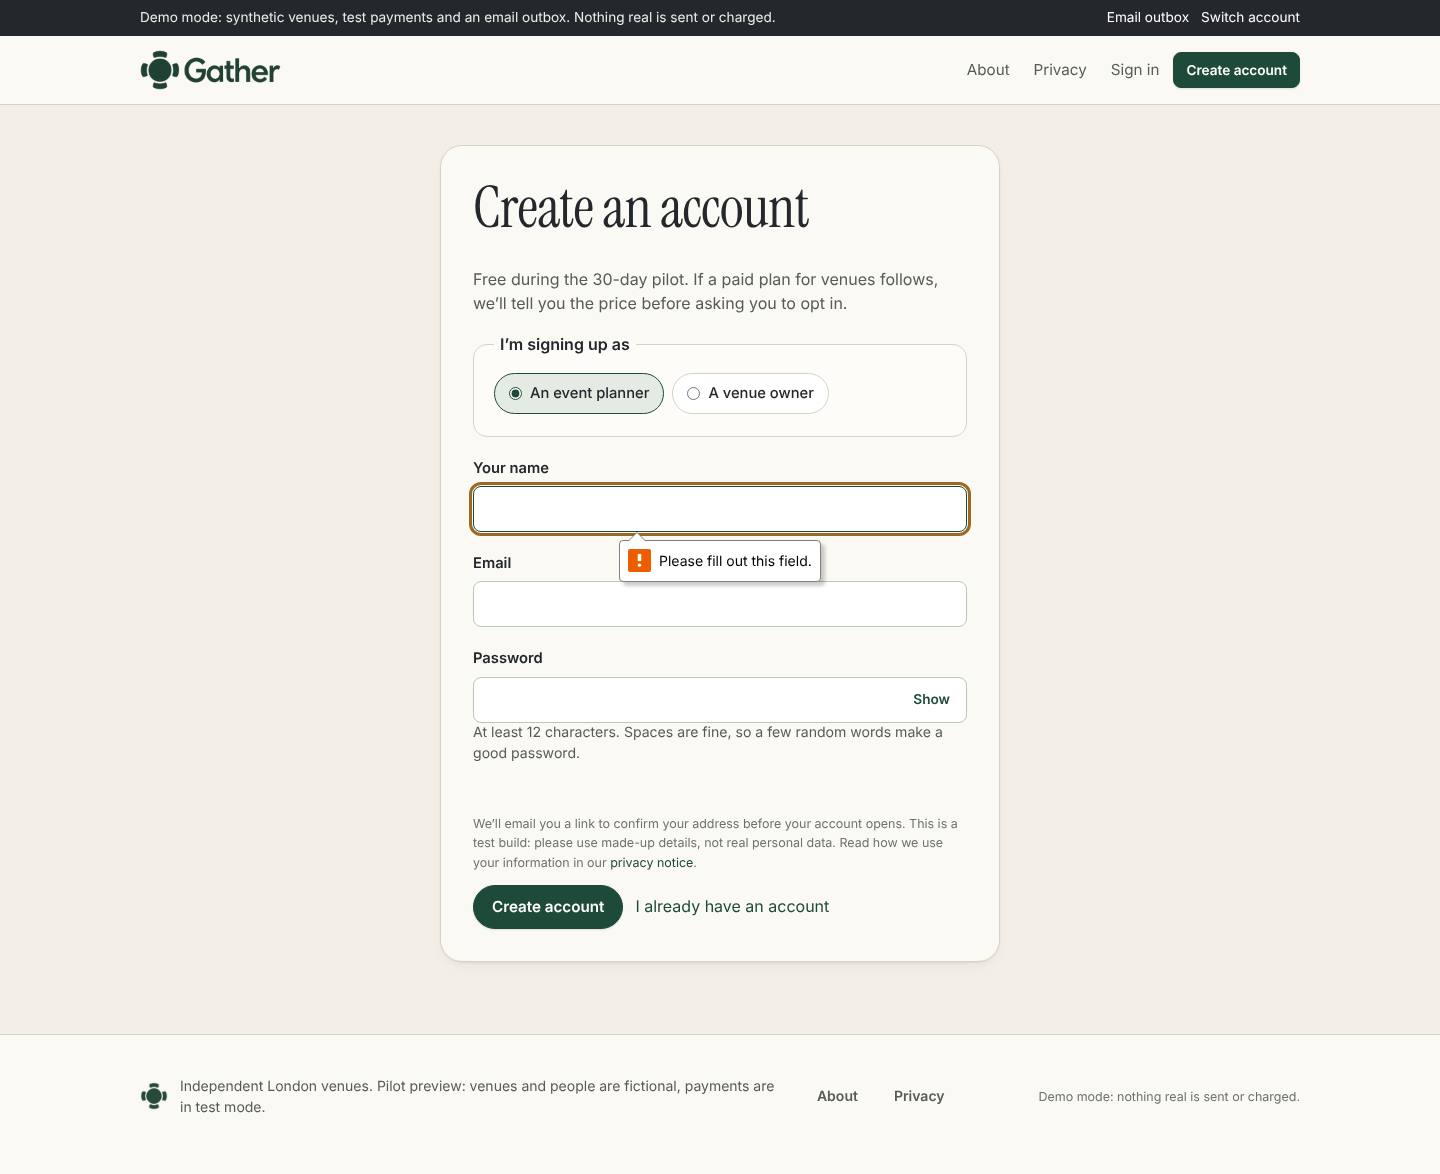 Demo mode: synthetic venues, test payments and an email outbox. Nothing real is sent or charged.
Email outbox Switch account
Gather
About Privacy Sign in Create account
Create an account
Free during the 30-day pilot. If a paid plan for venues follows,
we’ll tell you the price before asking you to opt in.
I’m signing up as
An event planner A venue owner
Your name
Please fill out this field.
Email
Password
Show
At least 12 characters. Spaces are fine, so a few random words make a
good password.
We’ll email you a link to confirm your address before your account opens. This is a
test build: please use made-up details, not real personal data. Read how we use
your information in our privacy notice.
Create account I already have an account
Independent London venues. Pilot preview: venues and people are fictional, payments are
in test mode.
About Privacy
Demo mode: nothing real is sent or charged.